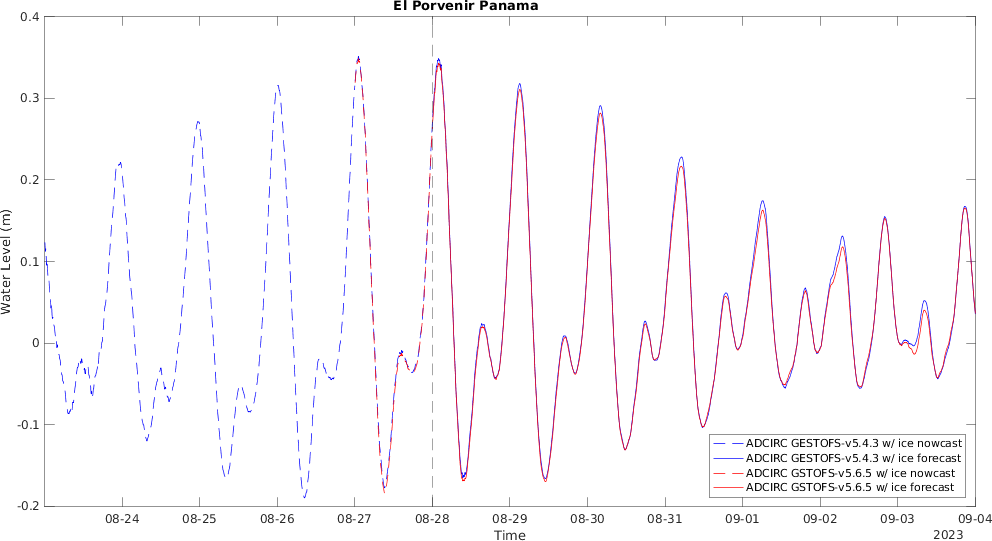 El Porvenir Panama
0.4
0.3
0.2
0.1
0
-0.1
-0.2
Water Level (m)
08-24
08-25
08-26
08-27
08-28
08-29
08-30
08-31
09-01
09-02
09-03
09-04
Time
2023
ADCIRC GESTOFS-v5.4.3 w/ ice nowcast
ADCIRC GESTOFS-v5.4.3 w/ ice forecast
ADCIRC GSTOFS-v5.6.5 w/ ice nowcast
ADCIRC GSTOFS-v5.6.5 w/ ice forecast